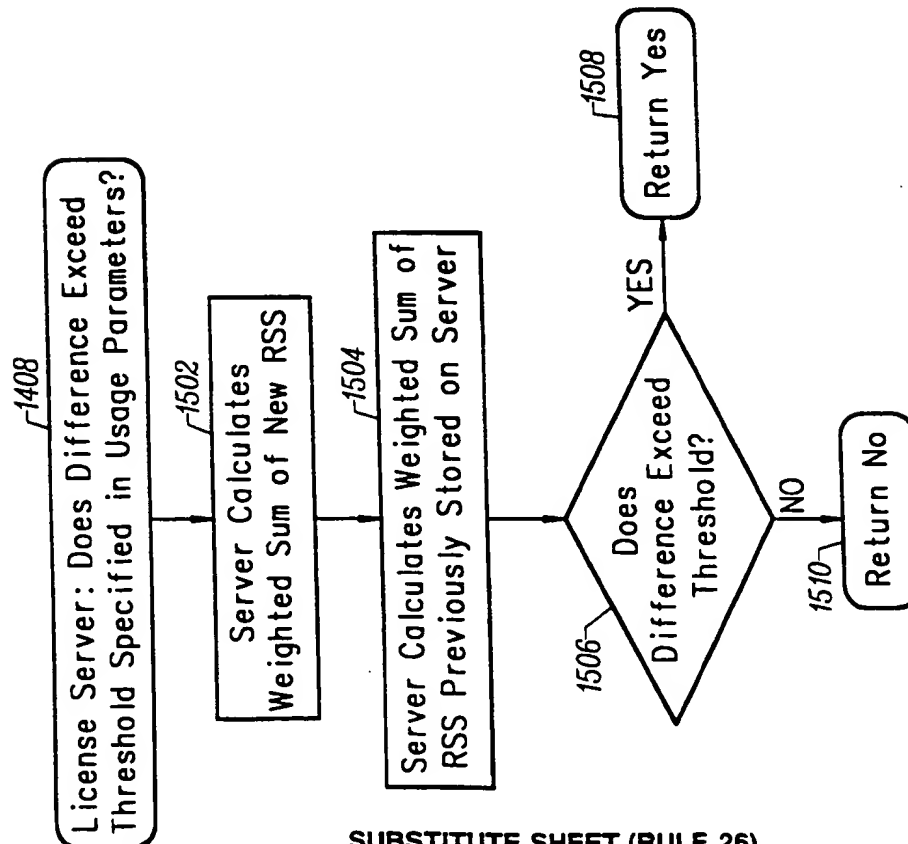 1408
License Server: Does Difference Exceed
Threshold Specified in Usage Parameters?
1502
Server Calculates
Weighted Sum of New RSS
1504
Server Calculates Weighted Sum of
RSS Previously Stored on Server
1506
Does
Difference Exceed
Threshold?
YES
1508
Return Yes
NO
1510
Return No
SUBSTITUTE SHEET (RULE 26)